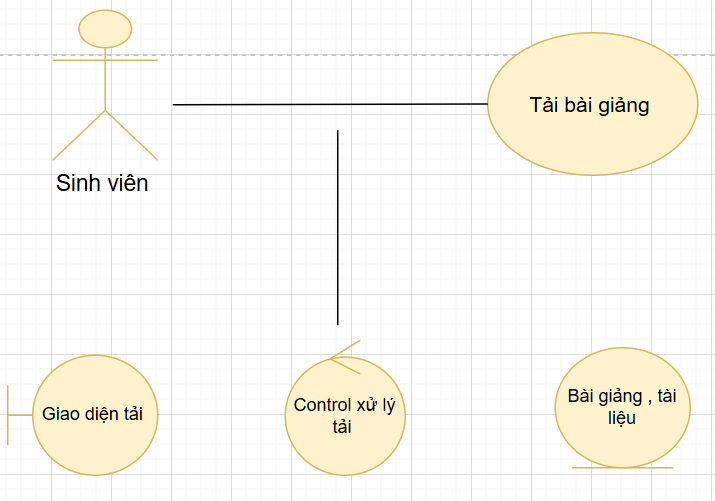 Tải bài giảng
Sinh viên
Giao diện tải
Control xử lý
tải
Bài giảng , tài
liệu